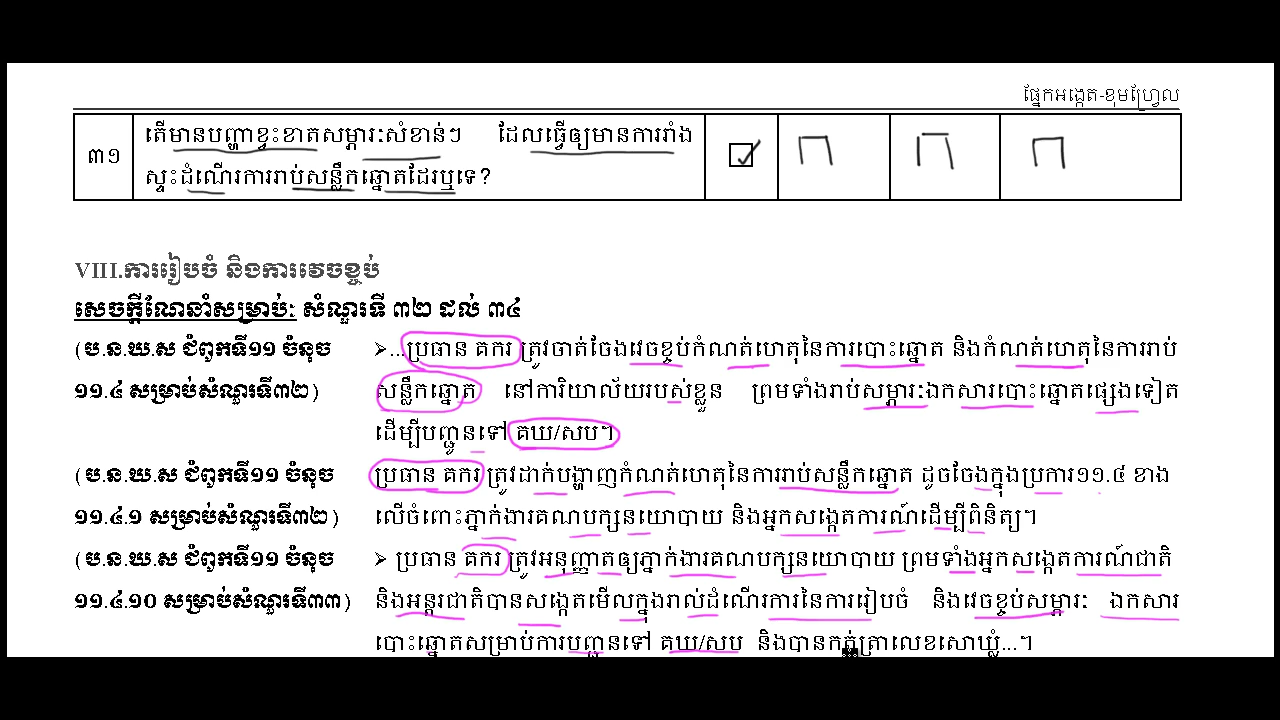 ផ្នែកអង្កេត-ខុមហ្វ្រែល
៣១ តើមានបញ្ហាខ្វះខាតសម្ភារៈសំខាន់ៗ ដែលធ្វើឲ្យមានការរាំង
ស្ទះដំណើរការរាប់សន្លឹកឆ្នោតដែរឬទេ?
VIII.ការរៀបចំ និងការវេចខ្ចប់
សេចក្តីណែនាំសម្រាប់ៈ សំណួរទី ៣២ ដល់ ៣៤
(ប.ន.ឃ.ស ជំពូកទី១១ ចំនុច ➢...ប្រធាន គករ ត្រូវចាត់ចែងវេចខ្ចប់កំណត់ហេតុនៃការបោះឆ្នោត និងកំណត់ហេតុនៃការរាប់
១១.៤ សម្រាប់សំណួរទី៣២) សន្លឹកឆ្នោត នៅការិយាល័យរបស់ខ្លួន ព្រមទាំងរាប់សម្ភារៈឯកសារបោះឆ្នោតផ្សេងទៀត
ដើម្បីបញ្ជូនទៅ គឃ/សប។
(ប.ន.ឃ.ស ជំពូកទី១១ ចំនុច ប្រធាន គករ ត្រូវដាក់បង្ហាញកំណត់ហេតុនៃការរាប់សន្លឹកឆ្នោត ដូចចែងក្នុងប្រការ១១.៤ ខាង
១១.៤.១ សម្រាប់សំណួរទី៣២) លើចំពោះភ្នាក់ងារគណបក្សនយោបាយ និងអ្នកសង្កេតការណ៍ដើម្បីពិនិត្យ។
(ប.ន.ឃ.ស ជំពូកទី១១ ចំនុច ➢ ប្រធាន គករ ត្រូវអនុញ្ញាតឲ្យភ្នាក់ងារគណបក្សនយោបាយ ព្រមទាំងអ្នកសង្កេតការណ៍ជាតិ
១១.៤.១០ សម្រាប់សំណួរទី៣៣) និងអន្តរជាតិបានសង្កេតមើលក្នុងរាល់ដំណើរការនៃការរៀបចំ និងវេចខ្ចប់សម្ភារៈ ឯកសារ
បោះឆ្នោតសម្រាប់ការបញ្ជូនទៅ គឃ/សប និងបានកត់ត្រាលេខសោឃ្លុំ...។